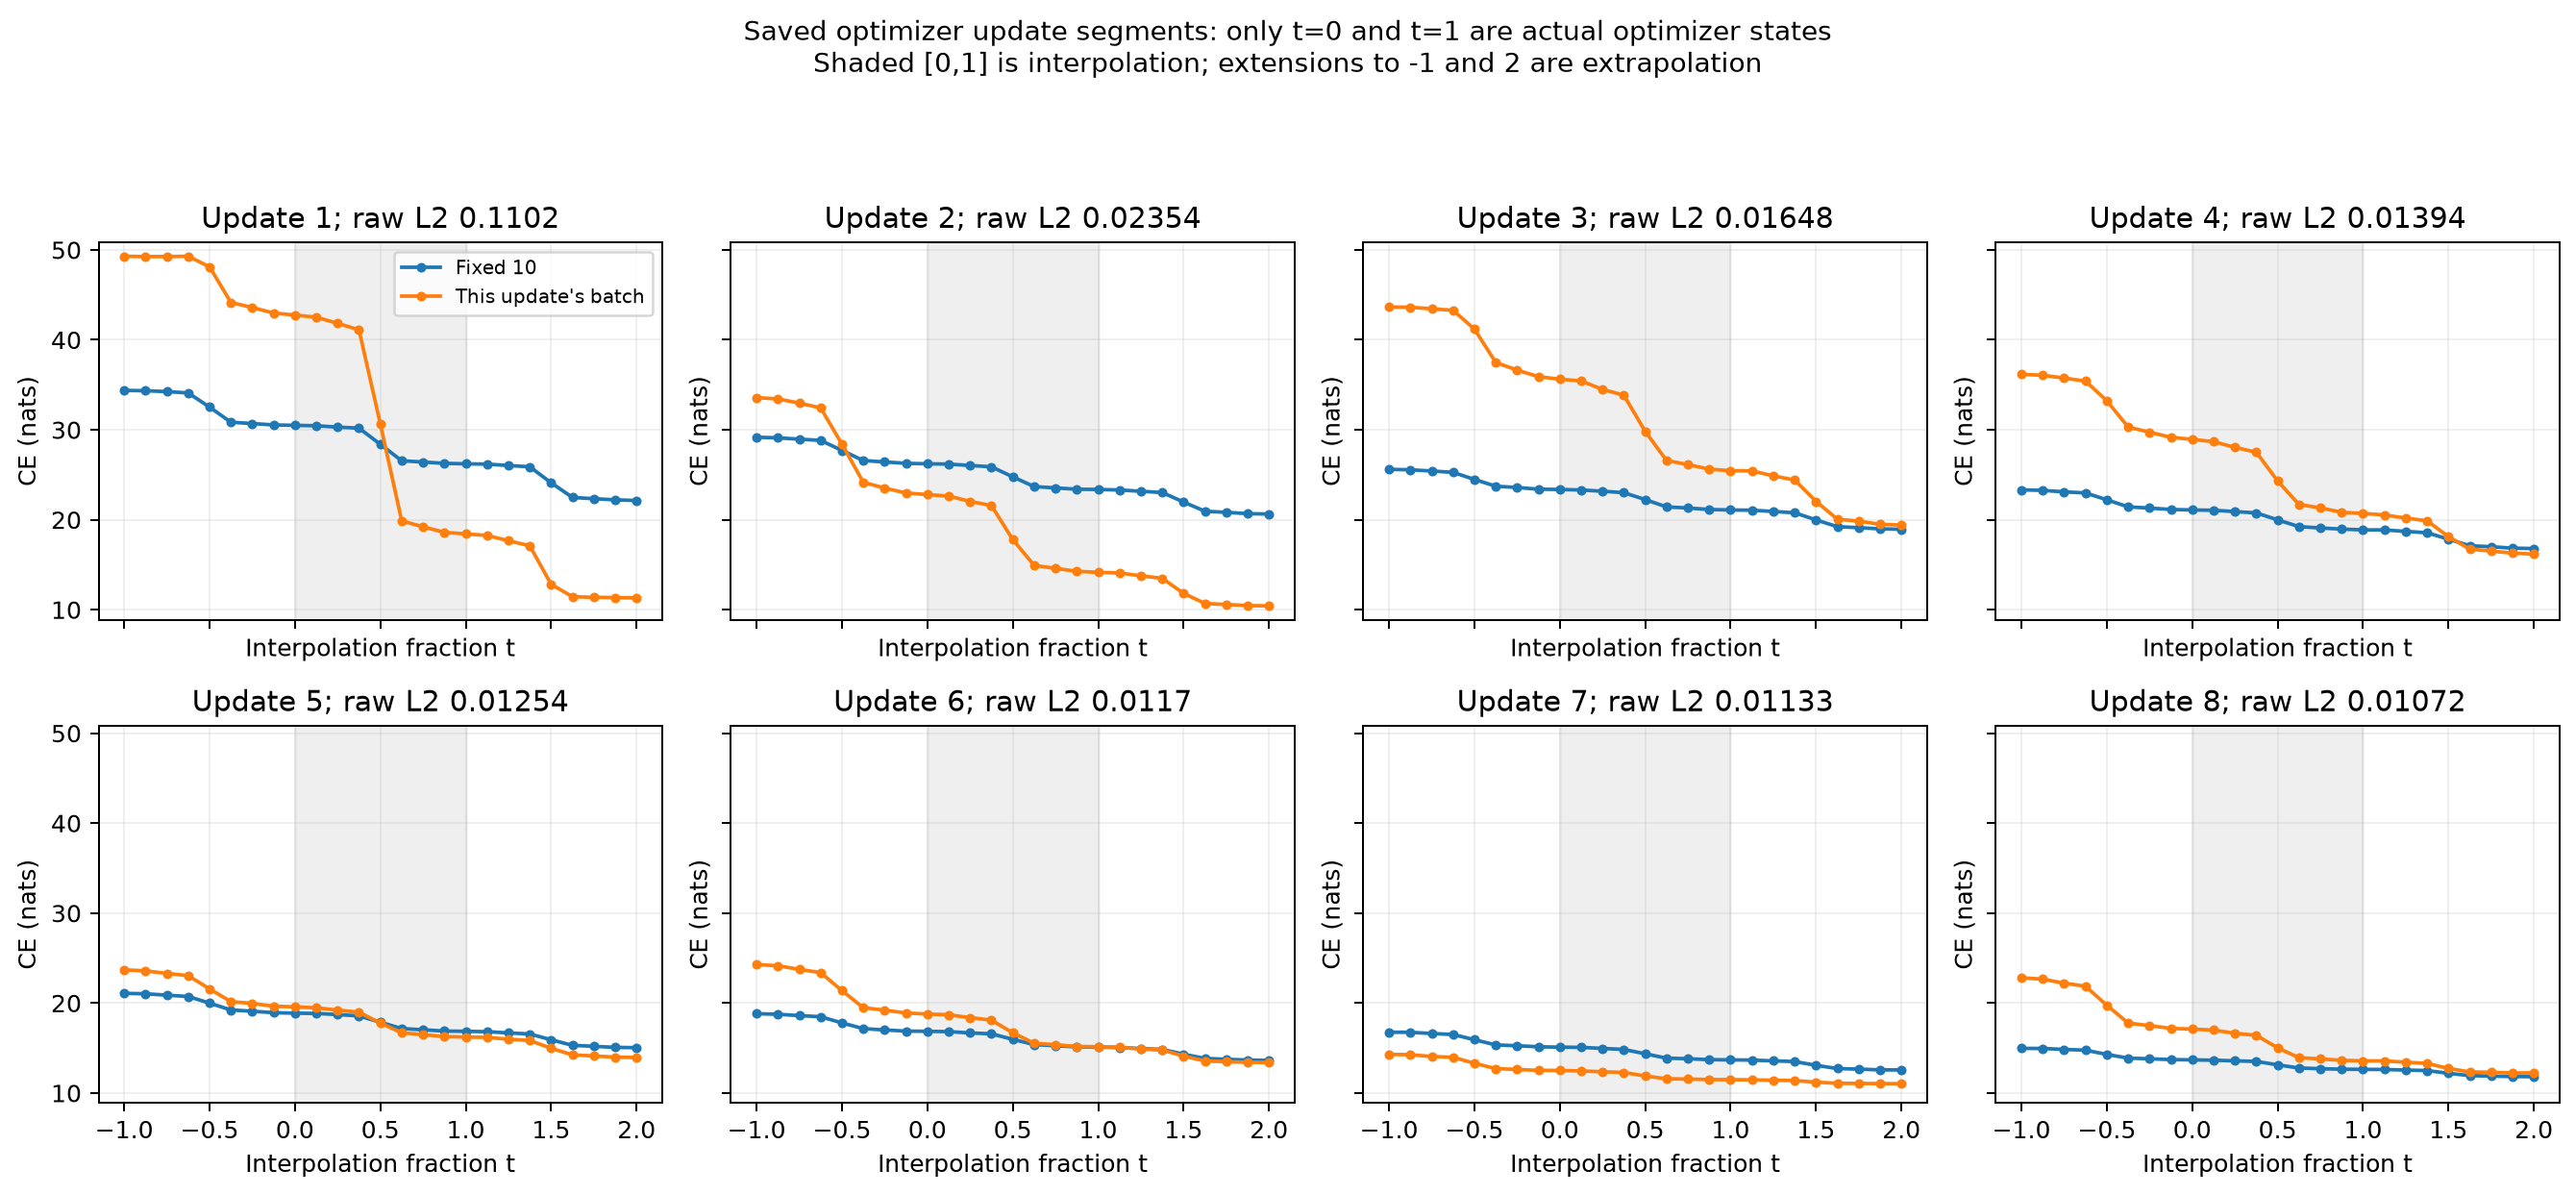 Saved optimizer update segments: only t=0 and t=1 are actual optimizer states
Shaded [0,1] is interpolation; extensions to -1 and 2 are extrapolation
Update 1; raw L2 0.1102
Update 2; raw L2 0.02354
Update 3; raw L2 0.01648
Update 4; raw L2 0.01394
50
40
30
20
10
CE (nats)
Fixed 10
This update's batch
CE (nats)
CE (nats)
CE (nats)
Interpolation fraction t
Interpolation fraction t
Interpolation fraction t
Interpolation fraction t
Update 5; raw L2 0.01254
Update 6; raw L2 0.0117
Update 7; raw L2 0.01133
Update 8; raw L2 0.01072
50
40
30
20
10
CE (nats)
CE (nats)
CE (nats)
CE (nats)
−1.0 −0.5 0.0 0.5 1.0 1.5 2.0
−1.0 −0.5 0.0 0.5 1.0 1.5 2.0
−1.0 −0.5 0.0 0.5 1.0 1.5 2.0
−1.0 −0.5 0.0 0.5 1.0 1.5 2.0
Interpolation fraction t
Interpolation fraction t
Interpolation fraction t
Interpolation fraction t